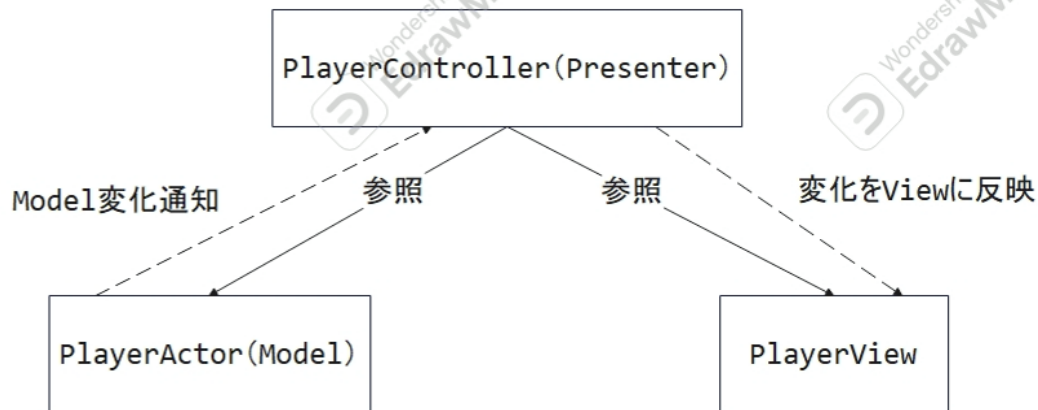 PlayerController(Presenter)
Model変化通知
参照
参照
変化をViewに反映
PlayerActor(Model)
PlayerView